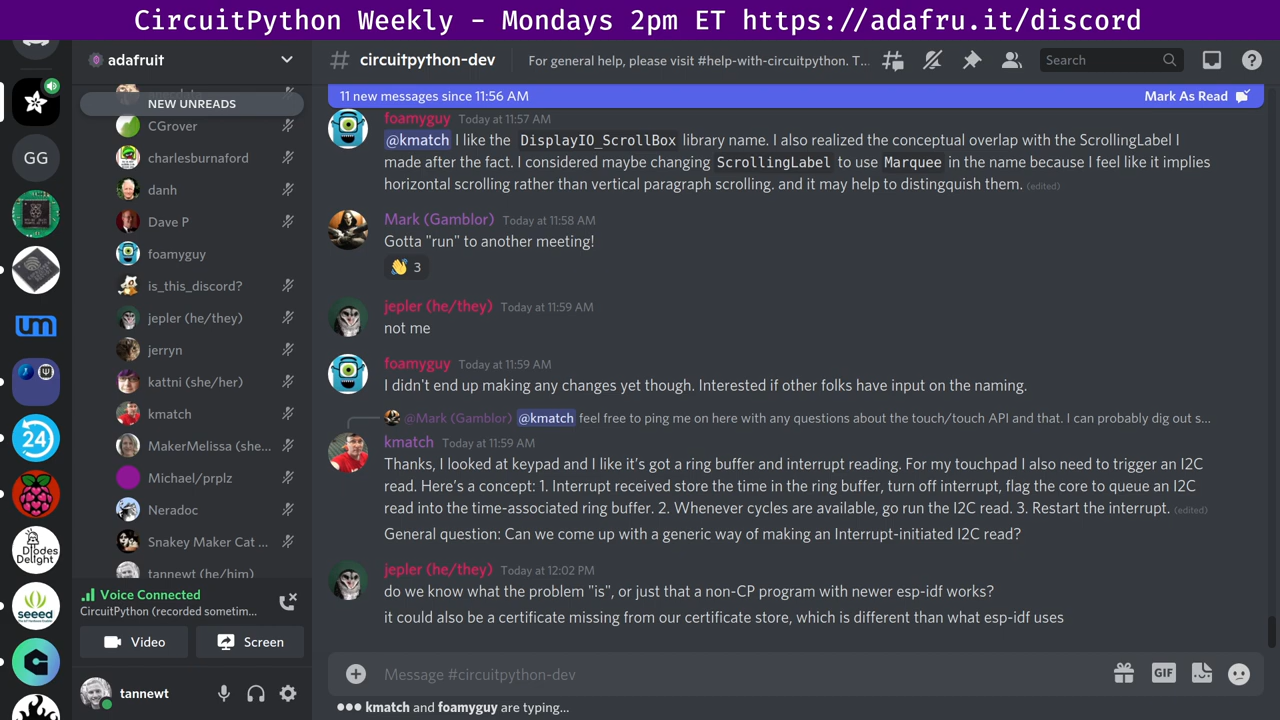 CircuitPython Weekly - Mondays 2pm ET https://adafru.it/discord
adafruit
NEW UNREADS
CGrover
charlesburnaford
danh
Dave P
foamyguy
is_this_discord?
jepler (he/they)
jerryn
kattni (she/her)
kmatch
MakerMelissa (she...
Michael/prplz
Neradoc
Snakey Maker Cat ...
tannewt (he/him)
Voice Connected
CircuitPython (recorded sometim...
Video
Screen
tannewt
GG
um
24
Diodes
Delight
seeed
circuitpython-dev
For general help, please visit #help-with-circuitpython. T...
Search
11 new messages since 11:56 AM
Mark As Read
foamyguy Today at 11:57 AM
@kmatch I like the DisplayIO_ScrollBox library name. I also realized the conceptual overlap with the ScrollingLabel I
made after the fact. I considered maybe changing ScrollingLabel to use Marquee in the name because I feel like it implies
horizontal scrolling rather than vertical paragraph scrolling. and it may help to distingquish them. (edited)
Mark (Gamblor) Today at 11:58 AM
Gotta "run" to another meeting!
3
jepler (he/they) Today at 11:59 AM
not me
foamyguy Today at 11:59 AM
I didn't end up making any changes yet though. Interested if other folks have input on the naming.
@Mark (Gamblor) @kmatch feel free to ping me on here with any questions about the touch/touch API and that. I can probably dig out s...
kmatch Today at 11:59 AM
Thanks, I looked at keypad and I like it's got a ring buffer and interrupt reading. For my touchpad I also need to trigger an I2C
read. Here's a concept: 1. Interrupt received store the time in the ring buffer, turn off interrupt, flag the core to queue an I2C
read into the time-associated ring buffer. 2. Whenever cycles are available, go run the I2C read. 3. Restart the interrupt. (edited)
General question: Can we come up with a generic way of making an Interrupt-initiated I2C read?
jepler (he/they) Today at 12:02 PM
do we know what the problem "is", or just that a non-CP program with newer esp-idf works?
it could also be a certificate missing from our certificate store, which is different than what esp-idf uses
Message #circuitpython-dev
GIF
kmatch and foamyguy are typing...